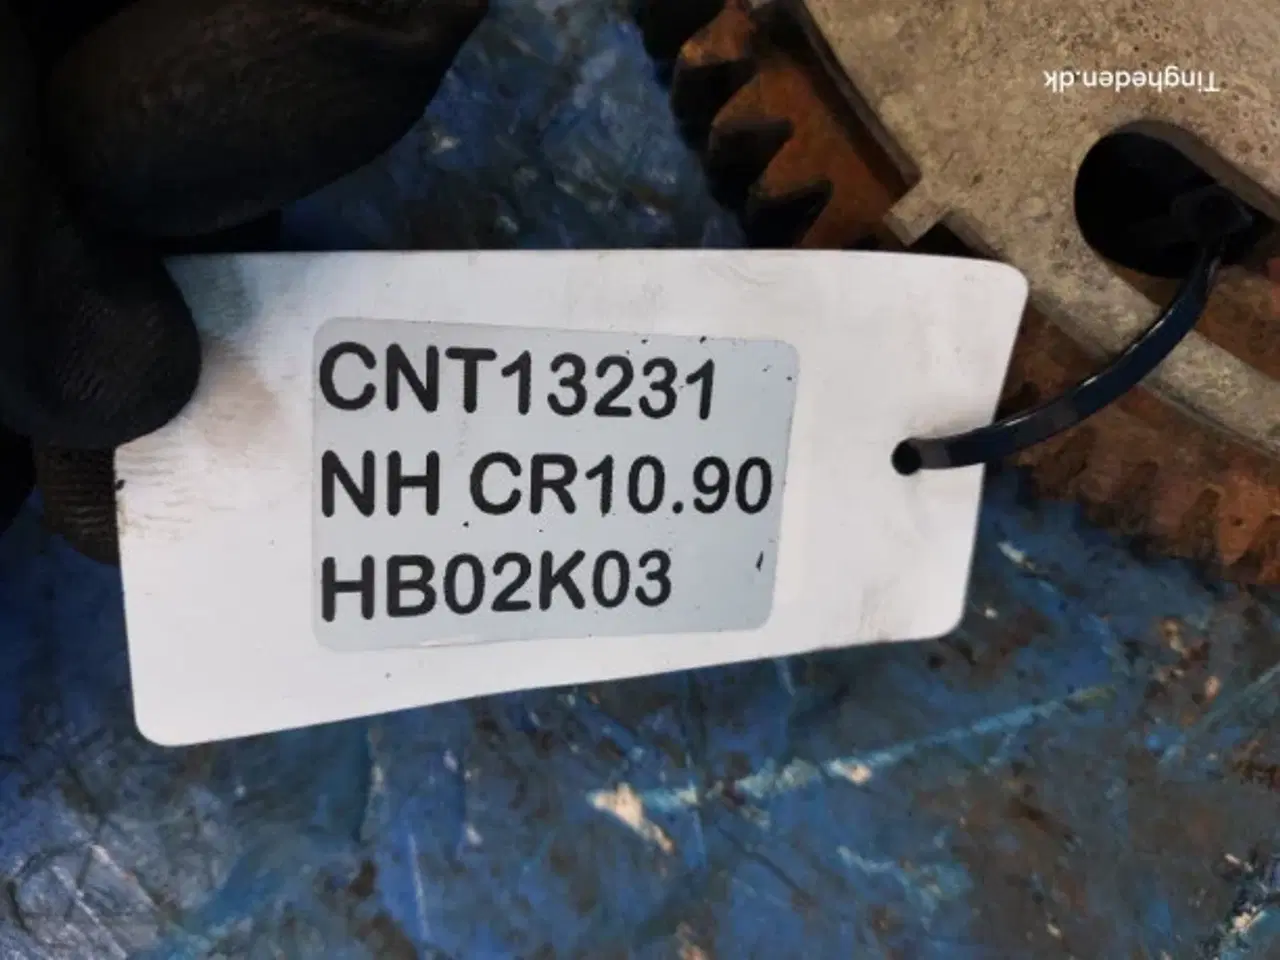 Tingheden.dk
CNT13231
NH CR10.90
HB02K03